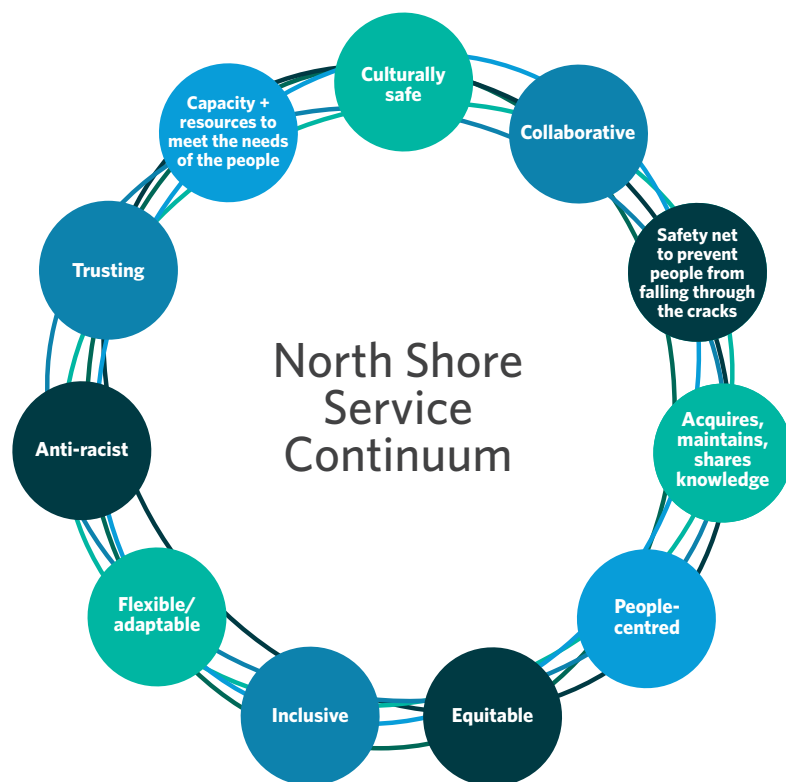 Culturally
safe
Collaborative
Safety net
to prevent
people from
falling through
the cracks
Acquires,
maintains,
shares
knowledge
People-
centred
Equitable
Inclusive
Flexible/
adaptable
Anti-racist
Trusting
Capacity +
resources to
meet the needs
of the people
North Shore
Service
Continuum